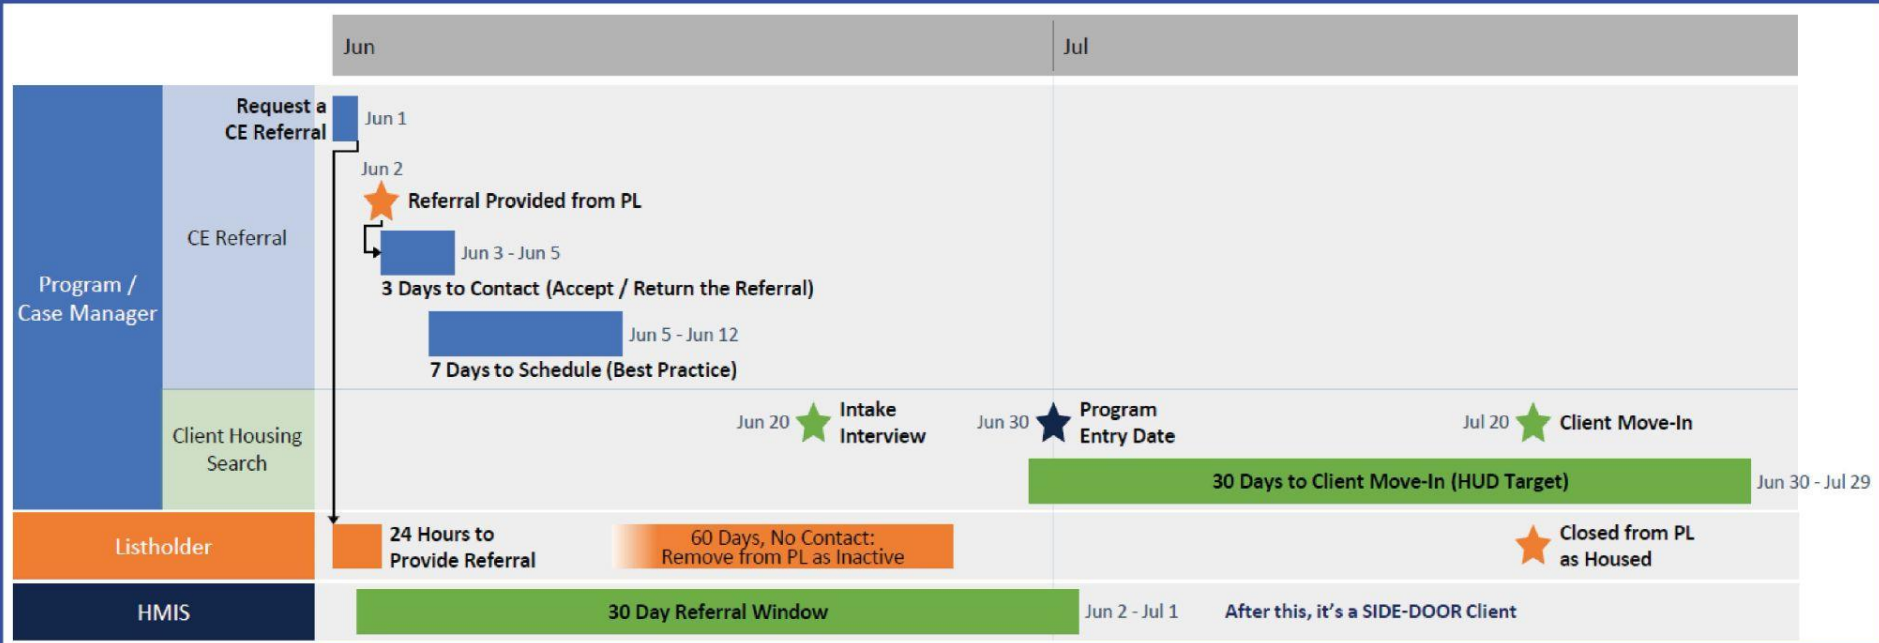 Jun
Jul
Program /
Case Manager
CE Referral
Request a
CE Referral
Jun 1
Jun 2
Referral Provided from PL
Jun 3 - Jun 5
3 Days to Contact (Accept / Return the Referral)
Jun 5 - Jun 12
7 Days to Schedule (Best Practice)
Client Housing
Search
Jun 20
Intake
Interview
Jun 30
Program
Entry Date
Jul 20
Client Move-In
30 Days to Client Move-In (HUD Target)
Jun 30 - Jul 29
Listholder
24 Hours to
Provide Referral
60 Days, No Contact:
Remove from PL as Inactive
Closed from PL
as Housed
HMIS
30 Day Referral Window
Jun 2 - Jul 1
After this, it's a SIDE-DOOR Client